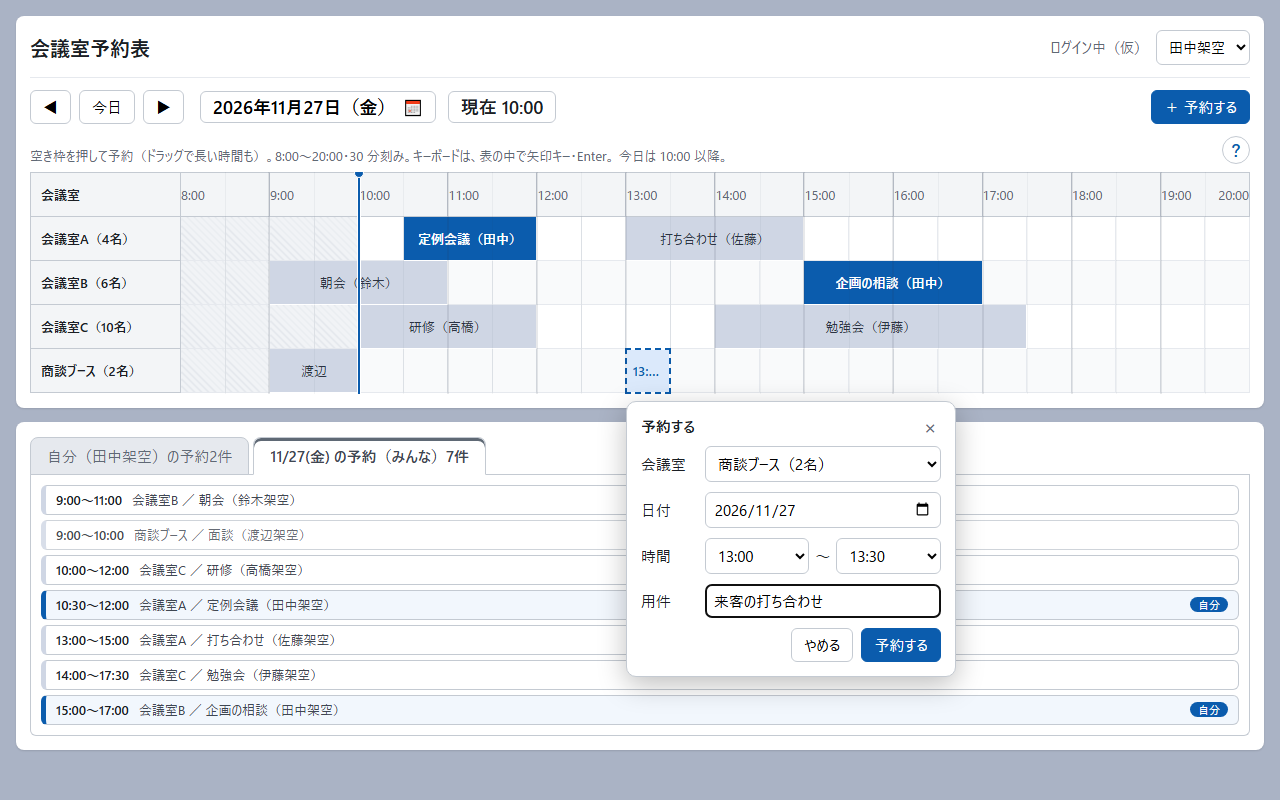 会議室予約表
ログイン中（仮） 田中架空
◀ 今日 ▶ 2026年11月27日（金） 現在 10:00 ＋ 予約する
空き枠を押して予約（ドラッグで長い時間も）。8:00～20:00・30 分刻み。キーボードは、表の中で矢印キー・Enter。 今日は 10:00 以降。 ?
会議室 8:00 9:00 10:00 11:00 12:00 13:00 14:00 15:00 16:00 17:00 18:00 19:00 20:00
会議室A（4名） 定例会議（田中） 打ち合わせ（佐藤）
会議室B（6名） 朝会（鈴木） 企画の相談（田中）
会議室C（10名） 研修（高橋） 勉強会（伊藤）
商談ブース（2名） 渡辺 13:...
自分（田中架空）の予約2件 11/27(金) の予約（みんな）7件
9:00～11:00 会議室B ／ 朝会（鈴木架空）
9:00～10:00 商談ブース ／ 面談（渡辺架空）
10:00～12:00 会議室C ／ 研修（高橋架空）
10:30～12:00 会議室A ／ 定例会議（田中架空） 自分
13:00～15:00 会議室A ／ 打ち合わせ（佐藤架空）
14:00～17:30 会議室C ／ 勉強会（伊藤架空）
15:00～17:00 会議室B ／ 企画の相談（田中架空） 自分
予約する ×
会議室 商談ブース（2名）
日付 2026/11/27
時間 13:00 ～ 13:30
用件 来客の打ち合わせ
やめる 予約する